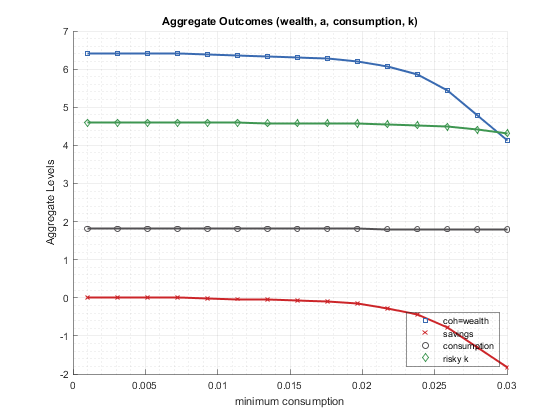 Aggregate Outcomes (wealth, a, consumption, k)
7
6
5
4
3
2
1
0
-1
-2
Aggregate Levels
coh=wealth
savings
consumption
risky k
0
0.005
0.01
0.015
0.02
0.025
0.03
minimum consumption